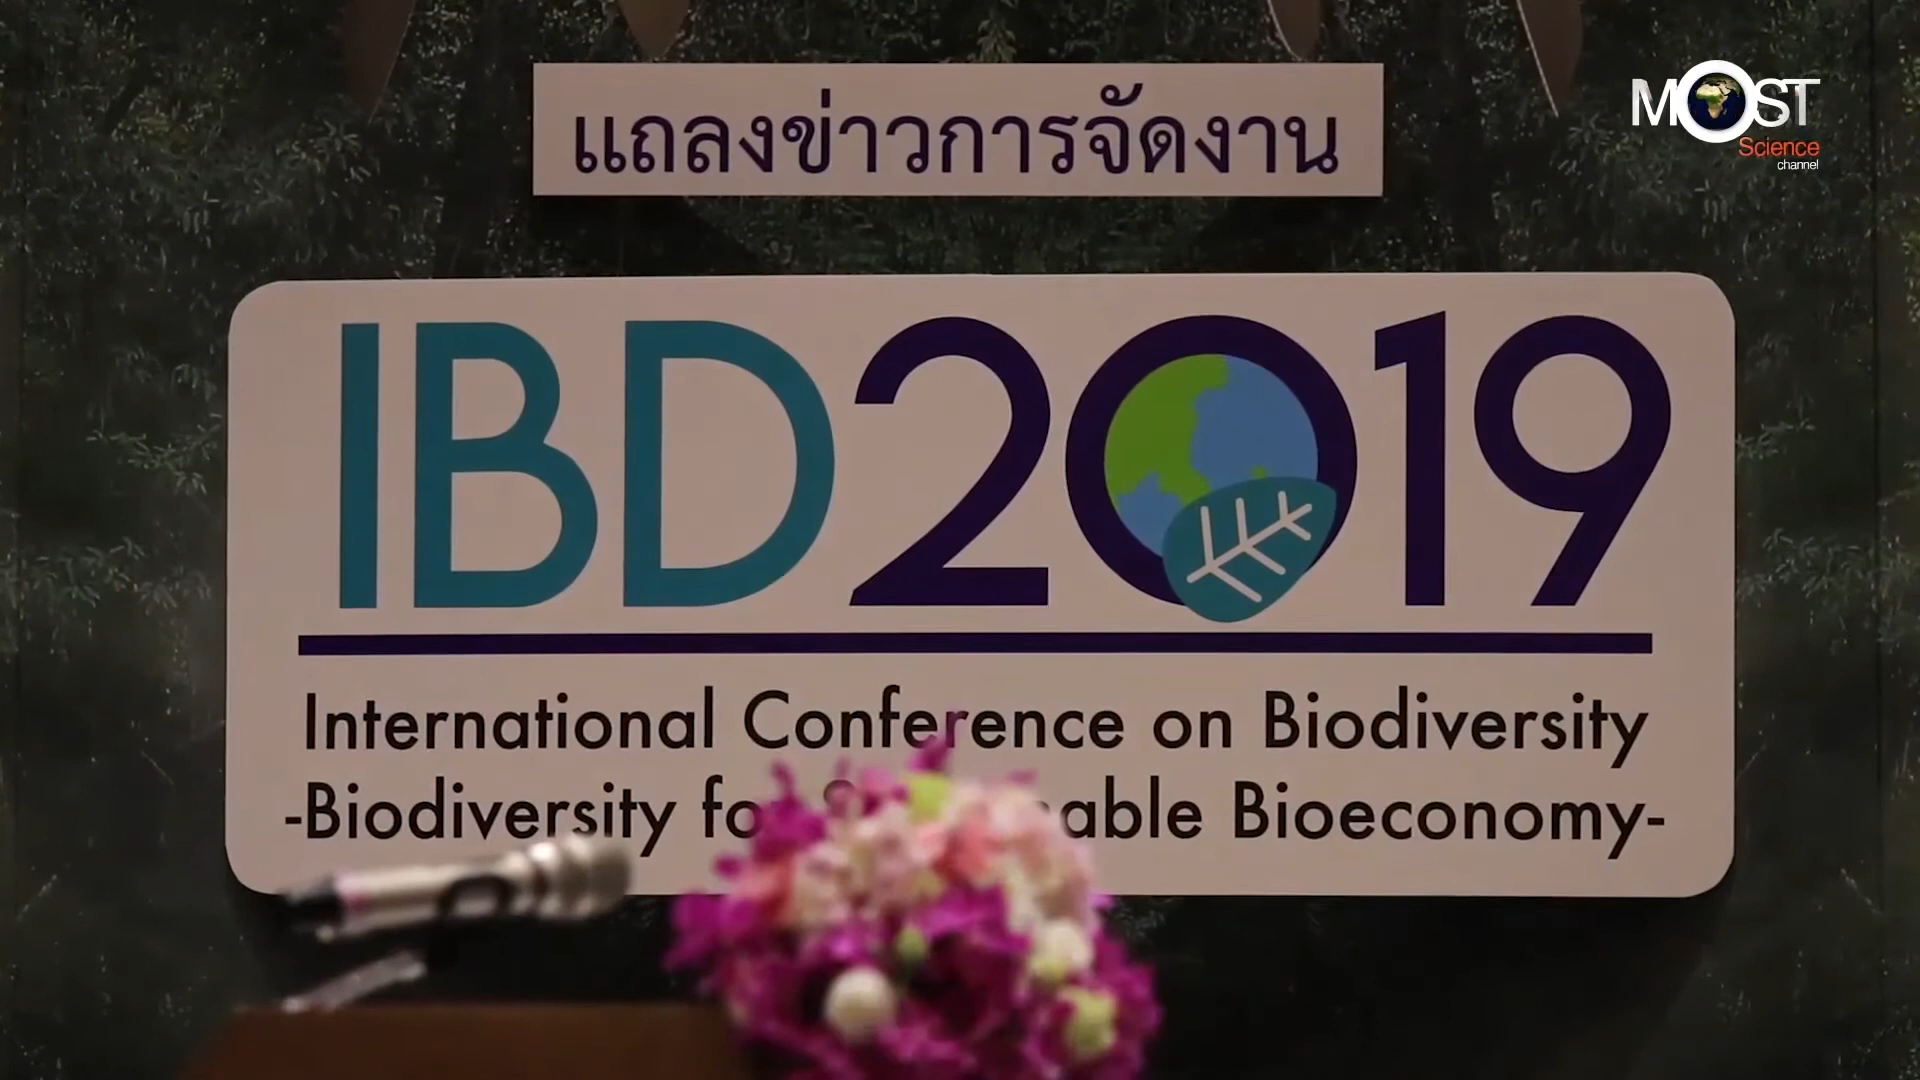 แถลงข่าวการจัดงาน
MOST
Science
channel
IBD2019
International Conference on Biodiversity
-Biodiversity able Bioeconomy-